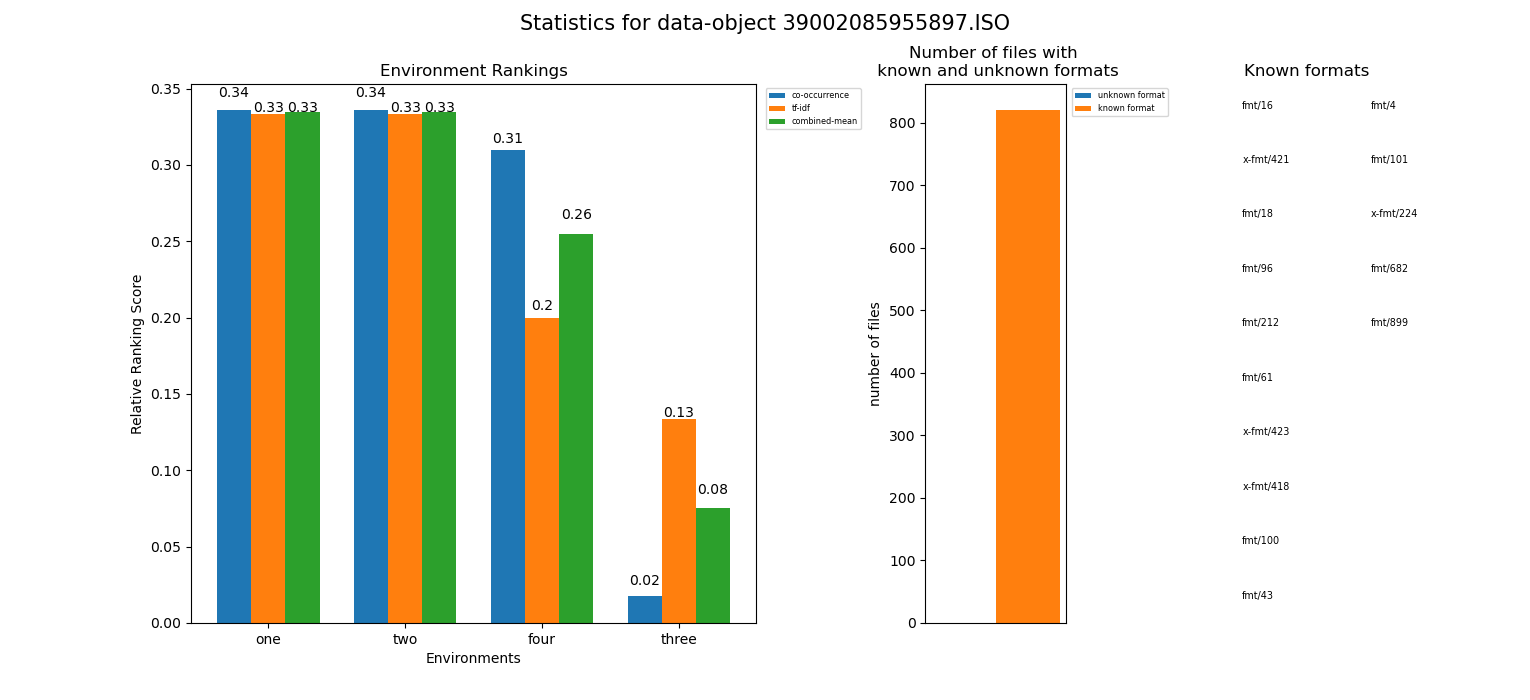 Statistics for data-object 39002085955897.ISO
Environment Rankings
0.35
0.30
0.25
0.20
0.15
0.10
0.05
0.00
Relative Ranking Score
0.34
0.33
0.33
0.34
0.33
0.33
0.31
0.2
0.26
0.02
0.13
0.08
one
two
four
three
Environments
co-occurrence
tf-idf
combined-mean
Number of files with
known and unknown formats
800
700
600
500
400
300
200
100
0
number of files
unknown format
known format
Known formats
fmt/16
x-fmt/421
fmt/18
fmt/96
fmt/212
fmt/61
x-fmt/423
x-fmt/418
fmt/100
fmt/43
fmt/4
fmt/101
x-fmt/224
fmt/682
fmt/899